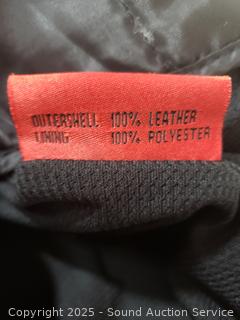 OUTERSHELL 100% LEATHER
LINING 100% POLYESTER
Copyright 2025 - Sound Auction Service